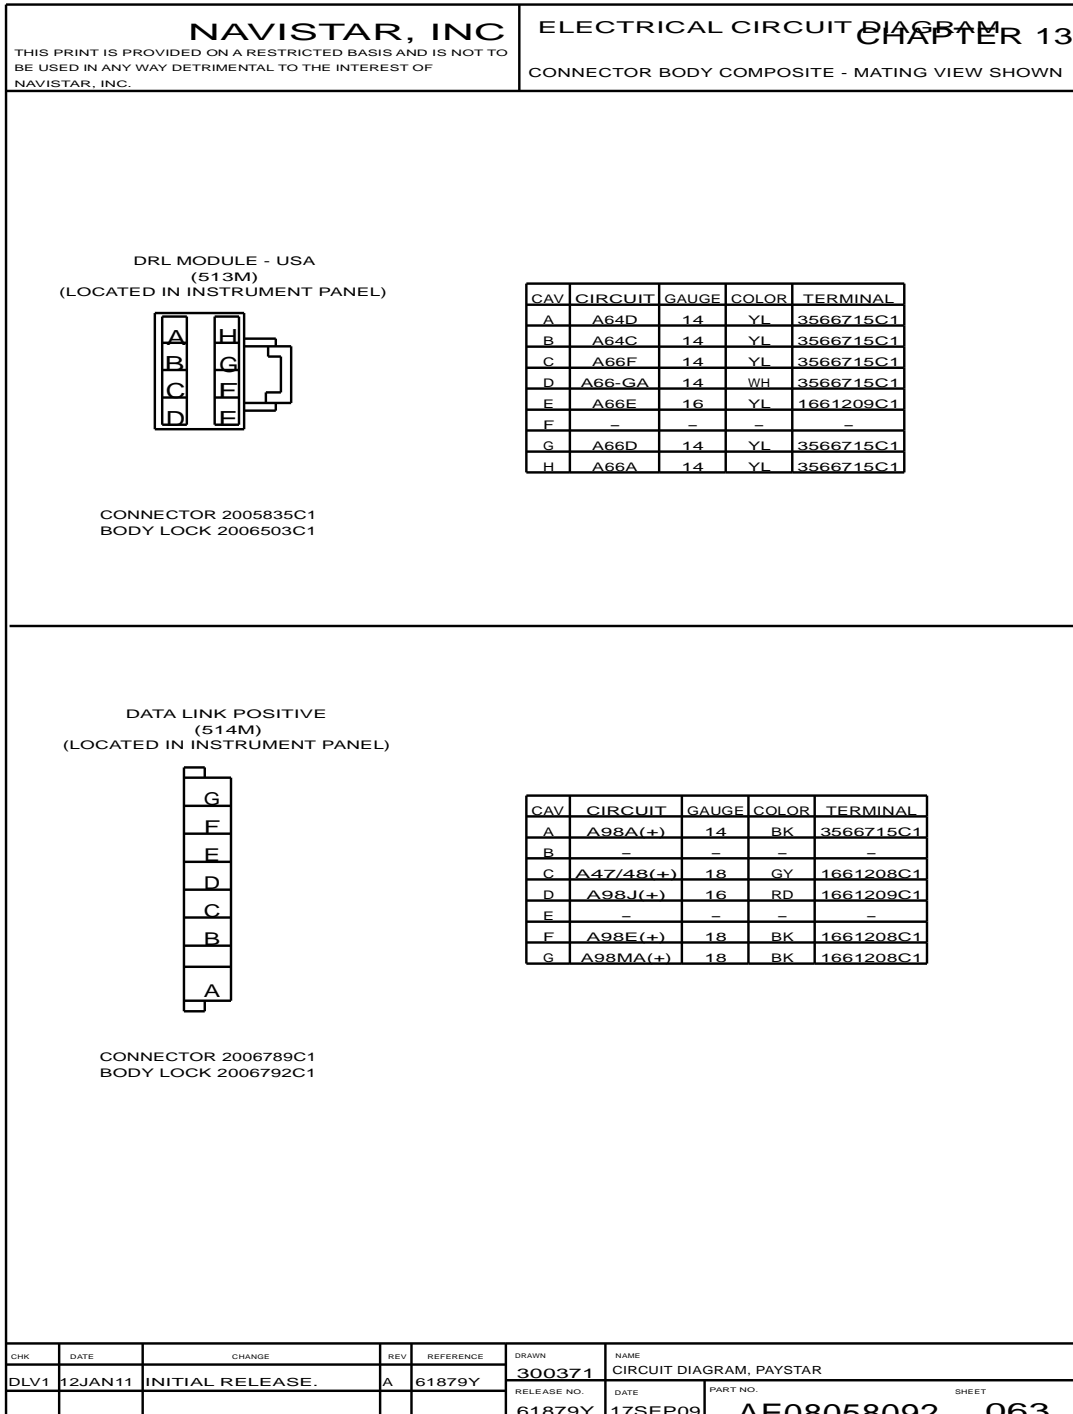 NAVISTAR, INC
THIS PRINT IS PROVIDED ON A RESTRICTED BASIS AND IS NOT TO
BE USED IN ANY WAY DETRIMENTAL TO THE INTEREST OF
NAVISTAR, INC.
ELECTRICAL CIRCUIT DIAGRAM
CHAPTER 13
CONNECTOR BODY COMPOSITE - MATING VIEW SHOWN
DRL MODULE - USA
(513M)
(LOCATED IN INSTRUMENT PANEL)
A H
B G
C F
D E
CONNECTOR 2005835C1
BODY LOCK 2006503C1
CAV CIRCUIT GAUGE COLOR TERMINAL
A A64D 14 YL 3566715C1
B A64C 14 YL 3566715C1
C A66F 14 YL 3566715C1
D A66-GA 14 WH 3566715C1
E A66E 16 YL 1661209C1
F – – – –
G A66D 14 YL 3566715C1
H A66A 14 YL 3566715C1
DATA LINK POSITIVE
(514M)
(LOCATED IN INSTRUMENT PANEL)
G
F
E
D
C
B
A
CONNECTOR 2006789C1
BODY LOCK 2006792C1
CAV CIRCUIT GAUGE COLOR TERMINAL
A A98A(+) 14 BK 3566715C1
B – – – –
C A47/48(+) 18 GY 1661208C1
D A98J(+) 16 RD 1661209C1
E – – – –
F A98E(+) 18 BK 1661208C1
G A98MA(+) 18 BK 1661208C1
CHK DATE CHANGE REV REFERENCE
DLV1 12JAN11 INITIAL RELEASE. A 61879Y
DRAWN
300371
NAME
CIRCUIT DIAGRAM, PAYSTAR
RELEASE NO.
61879Y
DATE
17SEP09
PART NO.
AE08058092
SHEET
063